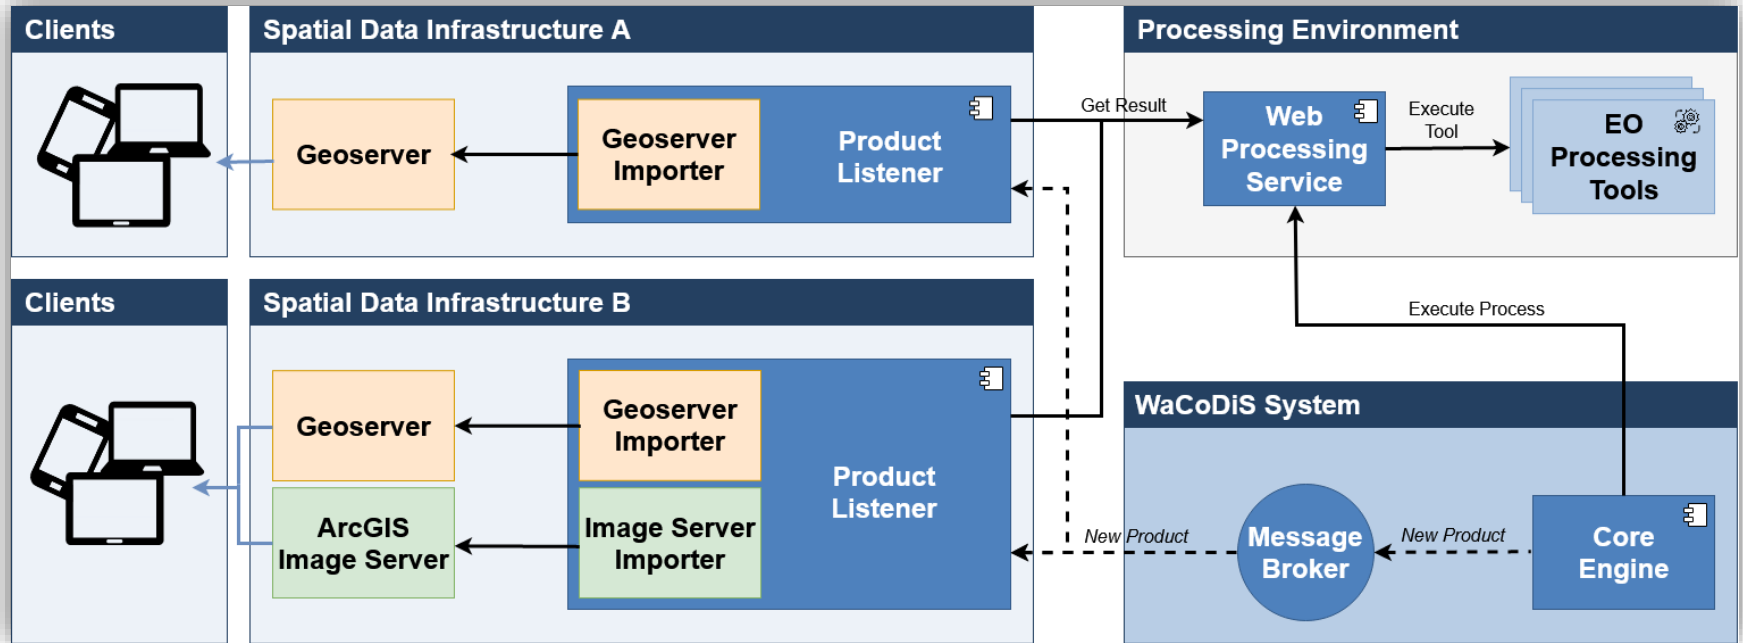 Clients
Spatial Data Infrastructure A
Processing Environment
Geoserver
Geoserver
Importer
Product
Listener
Get Result
Web
Processing
Service
Execute
Tool
EO
Processing
Tools
Clients
Spatial Data Infrastructure B
Execute Process
Geoserver
Geoserver
Importer
Product
Listener
ArcGIS
Image Server
Image Server
Importer
WaCoDiS System
New Product
Message
Broker
New Product
Core
Engine